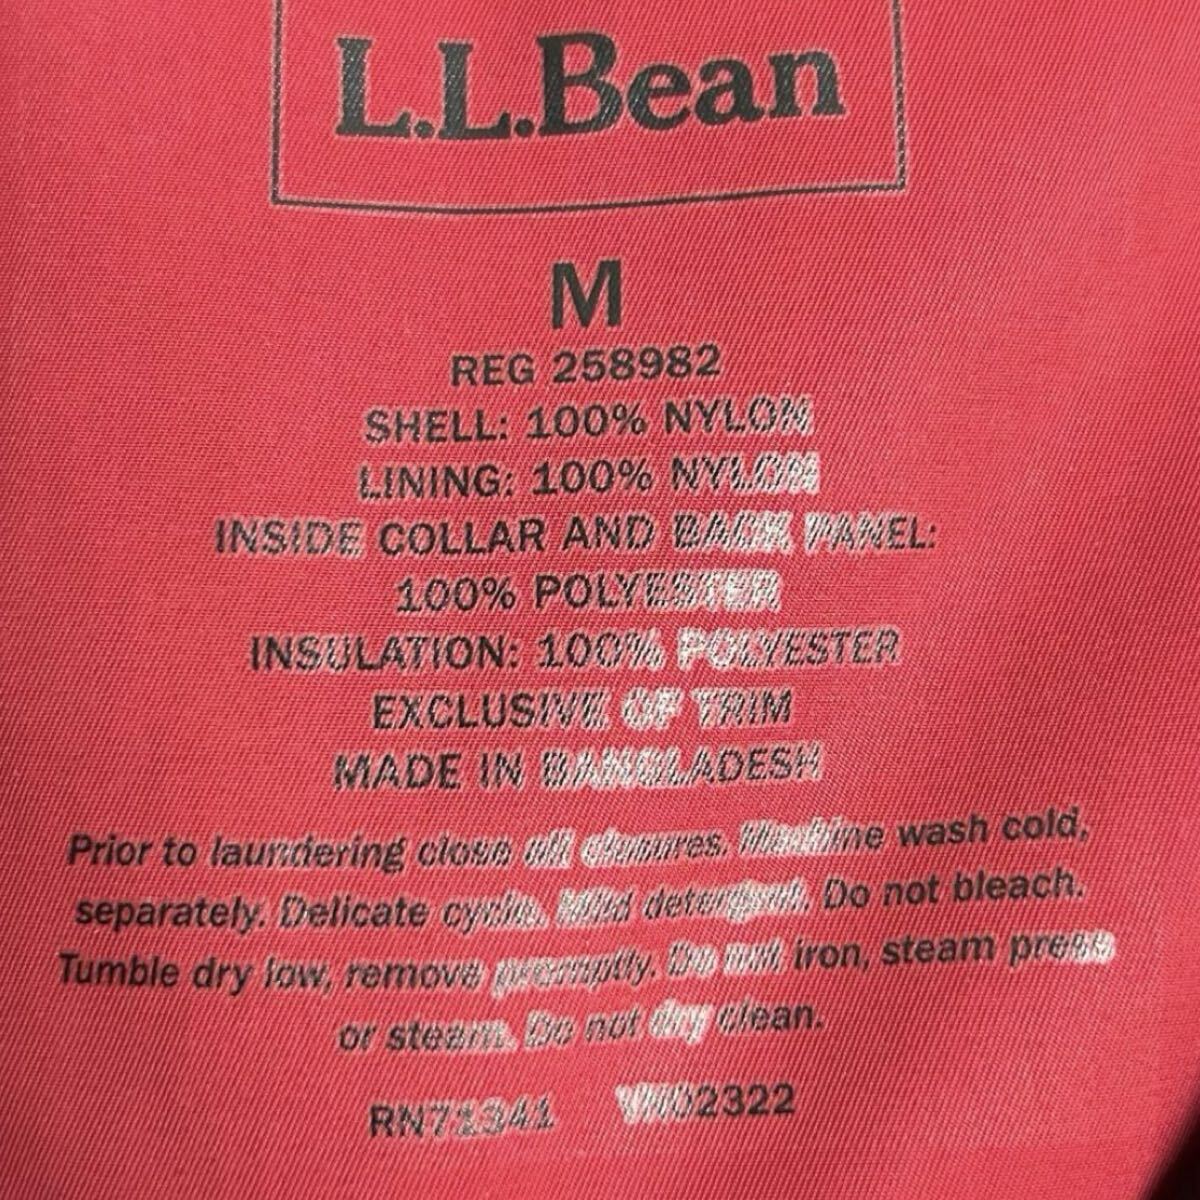 L.L.Bean
M
REG 258982
SHELL: 100% NYLON
LINING: 100% NYLON
INSIDE COLLAR AND BACK PANEL:
100% POLYESTER
INSULATION: 100% POLYESTER
EXCLUSIVE OF TRIM
MADE IN BANGLADESH
Prior to laundering close all closures. Machine wash cold,
separately. Delicate cycle. Mild detergent. Do not bleach.
Tumble dry low, remove promptly. Do not iron, steam press
or steam. Do not dry clean.
RN71341 VN02322